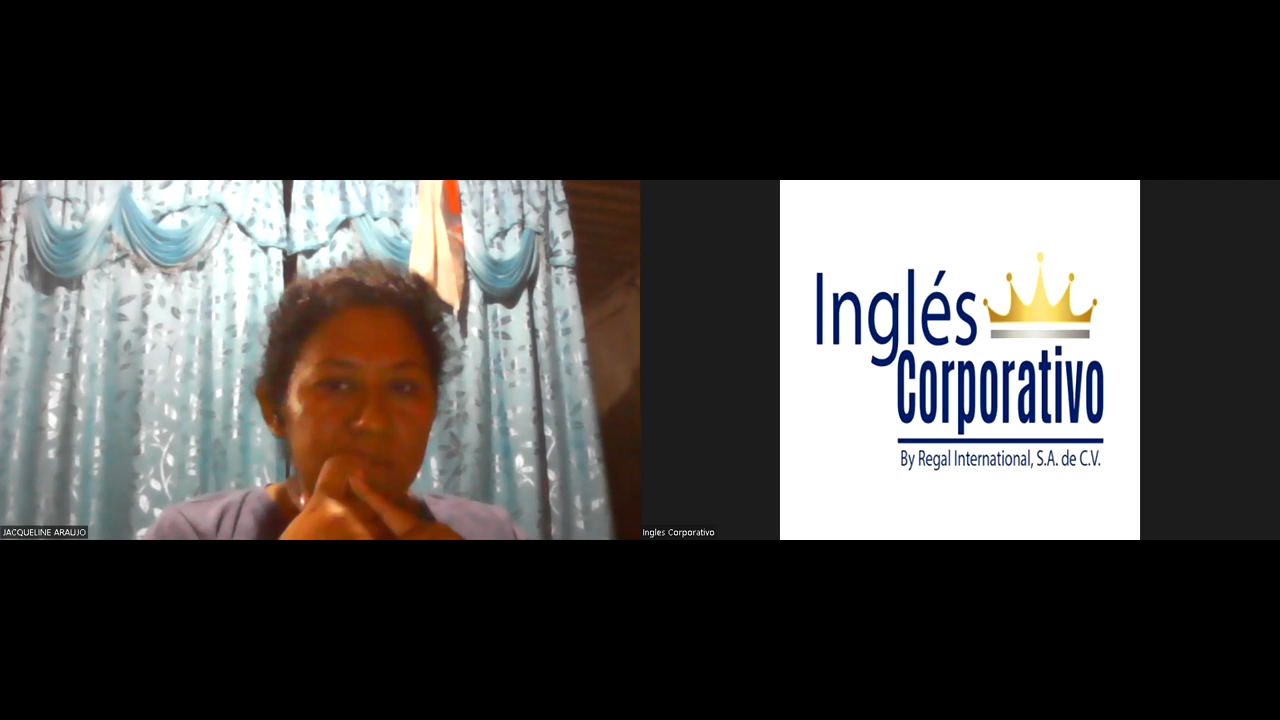 JACQUELINE ARAUJO
Inglés
Corporativo
By Regal International, S.A. de C.V.
Ingles Corporativo